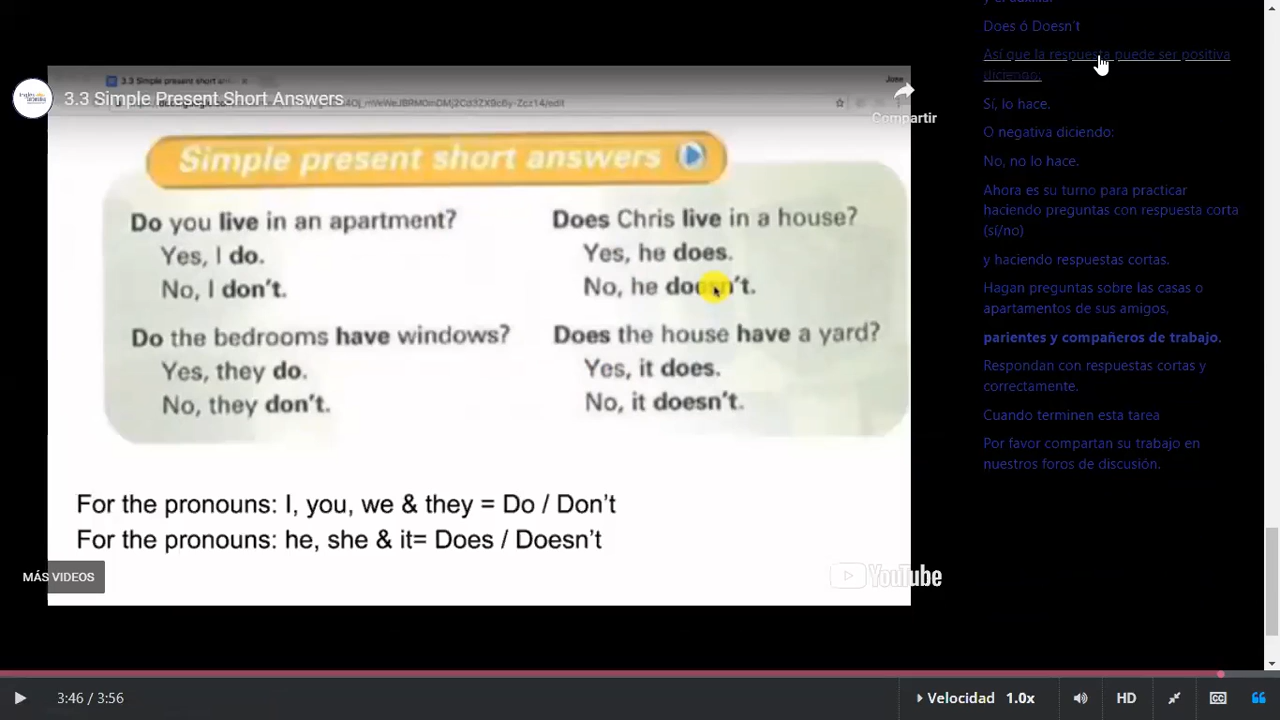 3.3 Simple Present Short Answers
Compartir
Simple present short answers
Do you live in an apartment?
Yes, I do.
No, I don't.
Do the bedrooms have windows?
Yes, they do.
No, they don't.
Does Chris live in a house?
Yes, he does.
No, he doesn't.
Does the house have a yard?
Yes, it does.
No, it doesn't.
For the pronouns: I, you, we & they = Do / Don't
For the pronouns: he, she & it= Does / Doesn't
MÁS VIDEOS
YouTube
Does ó Doesn't
Así que la respuesta puede ser positiva
diciendo:
Sí, lo hace.
O negativa diciendo:
No, no lo hace.
Ahora es su turno para practicar
haciendo preguntas con respuesta corta
(sí/no)
y haciendo respuestas cortas.
Hagan preguntas sobre las casas o
apartamentos de sus amigos,
parientes y compañeros de trabajo.
Respondan con respuestas cortas y
correctamente.
Cuando terminen esta tarea
Por favor compartan su trabajo en
nuestros foros de discusión.
3:46 / 3:56
Velocidad 1.0x
HD
CC